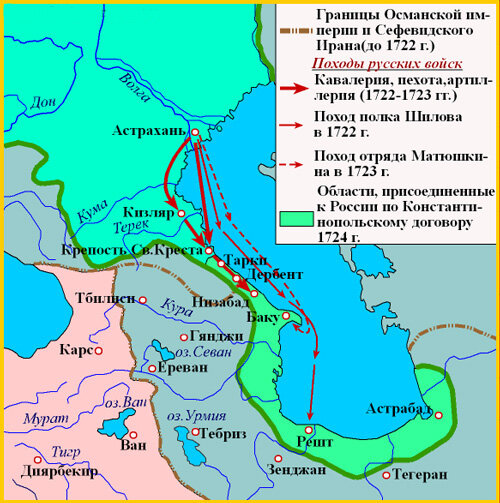 Границы Османской им-
перии и Сефевидского
Ирана(до 1722 г.)
Походы русских войск
Кавалерия, пехота,артил-
лерия (1722-1723 гг.)
Поход полка Шилова
в 1722 г.
Поход отряда Матюшки-
на в 1723 г.
Области, присоединенные
к России по Константи-
нопольскому договору
1724 г.
Дон
Волга
Астрахань
Кума
Кизляр
Терек
Крепость Св.Креста
Тарки
Дербент
Низабад
Баку
Тбилиси
Кура
Гянджи
Карс
оз.Севан
Ереван
оз.Ван
Мурат
оз.Урмия
Ван
Тебриз
Тигр
Диярбекир
Решт
Зенджан
Астрабад
Тегеран